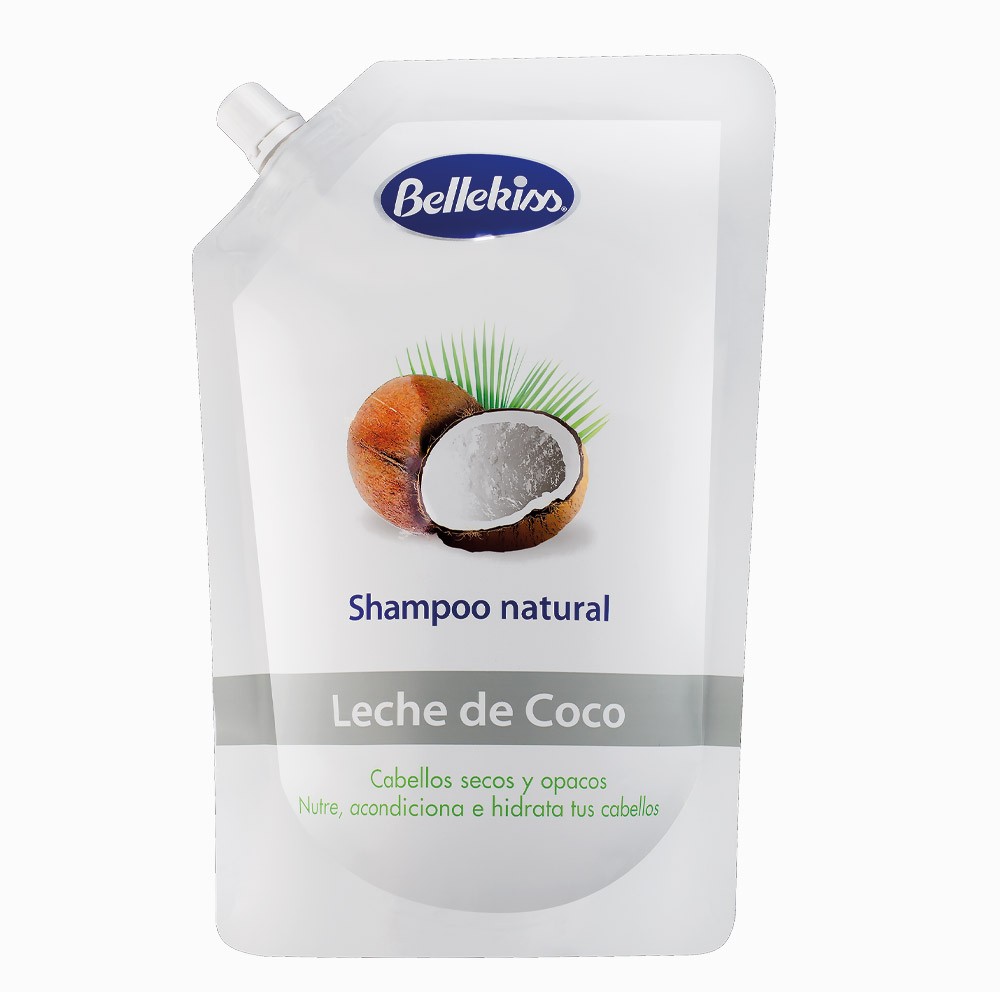 Bellekiss®
Shampoo natural
Leche de Coco
Cabellos secos y opacos
Nutre, acondiciona e hidrata tus cabellos